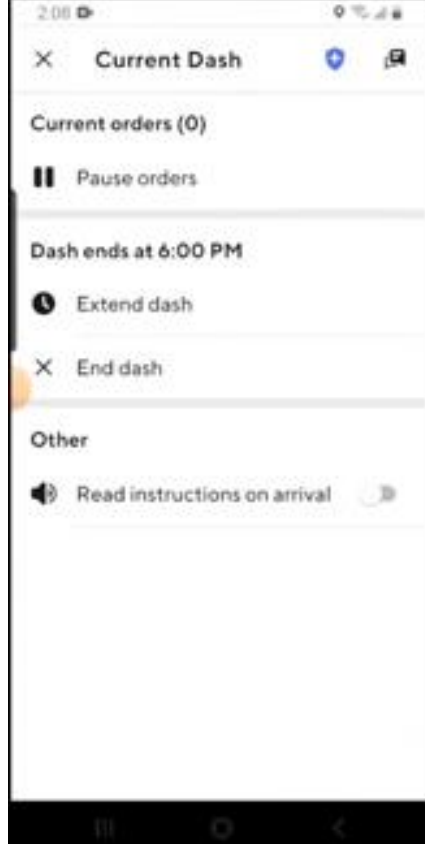 2:08
Current Dash
Current orders (0)
Pause orders
Dash ends at 6:00 PM
Extend dash
End dash
Other
Read instructions on arrival